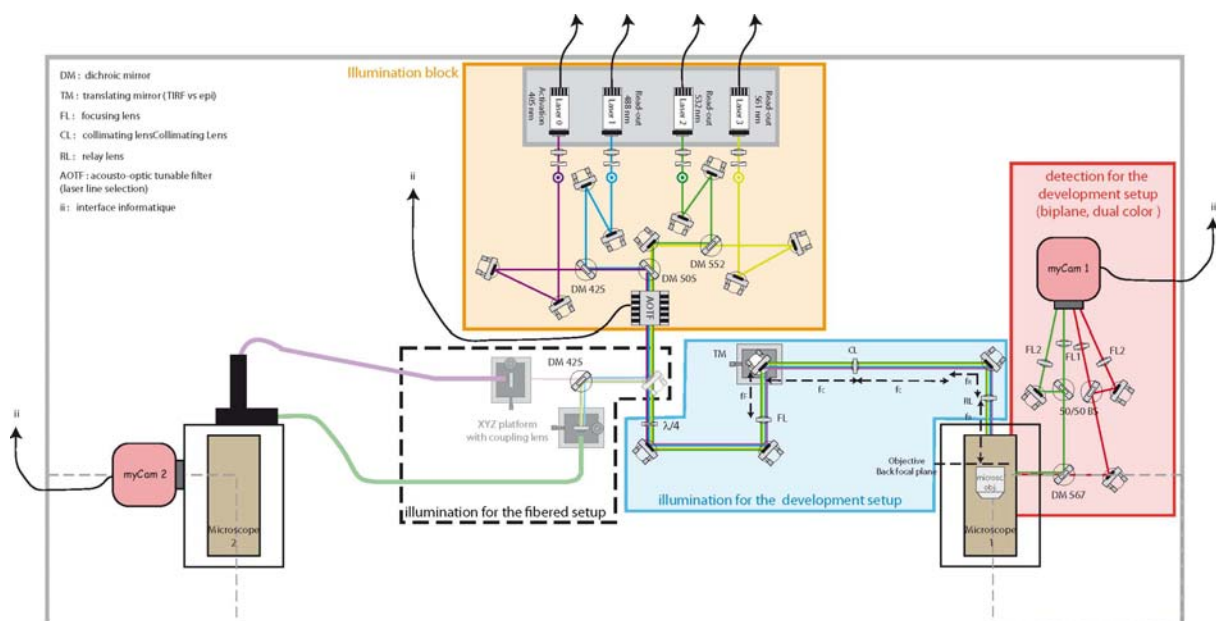 DM : dichroic mirror
TM : translating mirror (TIRF vs epi)
FL : focusing lens
CL : collimating lensCollimating Lens
RL : relay lens
AOTF : acousto-optic tunable filter
(laser line selection)
ii : interface informatique
Illumination block
Laser 0
Activation
405 nm
Laser 1
Read-out
488 nm
Laser 2
Read-out
532 nm
Laser 3
Read-out
561 nm
DM 425
DM 505
DM 552
AOTF
ii
detection for the
development setup
(biplane, dual color )
ii
myCam 1
FL2
FL1
FL2
50/50 BS
DM 567
DM 425
XYZ platform
with coupling lens
illumination for the fibered setup
TM
CL
fc
fc
RL
FL
λ/4
illumination for the development setup
Objective
Back focal plane
microsc.
obj.
Microscope
1
ii
myCam 2
Microscope
2